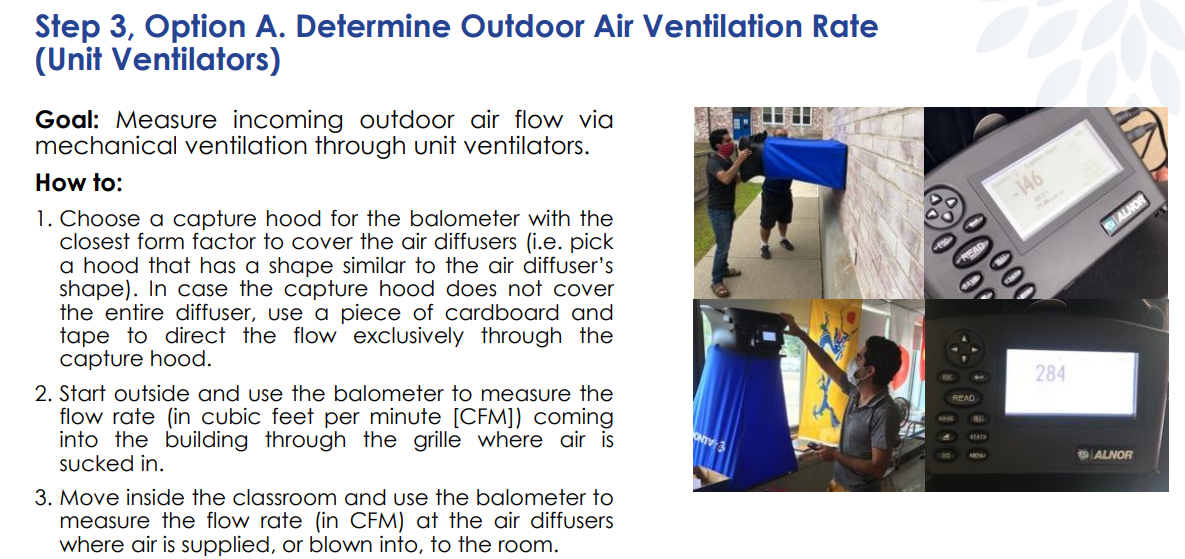 Step 3, Option A. Determine Outdoor Air Ventilation Rate
(Unit Ventilators)
Goal: Measure incoming outdoor air flow via
mechanical ventilation through unit ventilators.
How to:
1. Choose a capture hood for the balometer with the
closest form factor to cover the air diffusers (i.e. pick
a hood that has a shape similar to the air diffuser's
shape). In case the capture hood does not cover
the entire diffuser, use a piece of cardboard and
tape to direct the flow exclusively through the
capture hood.
2. Start outside and use the balometer to measure the
flow rate (in cubic feet per minute [CFM]) coming
into the building through the grille where air is
sucked in.
3. Move inside the classroom and use the balometer to
measure the flow rate (in CFM) at the air diffusers
where air is supplied, or blown into, to the room.
Capture Hood
-146
READ
ALNOR
284
ESC
READ
STATS
MENU
ALNOR